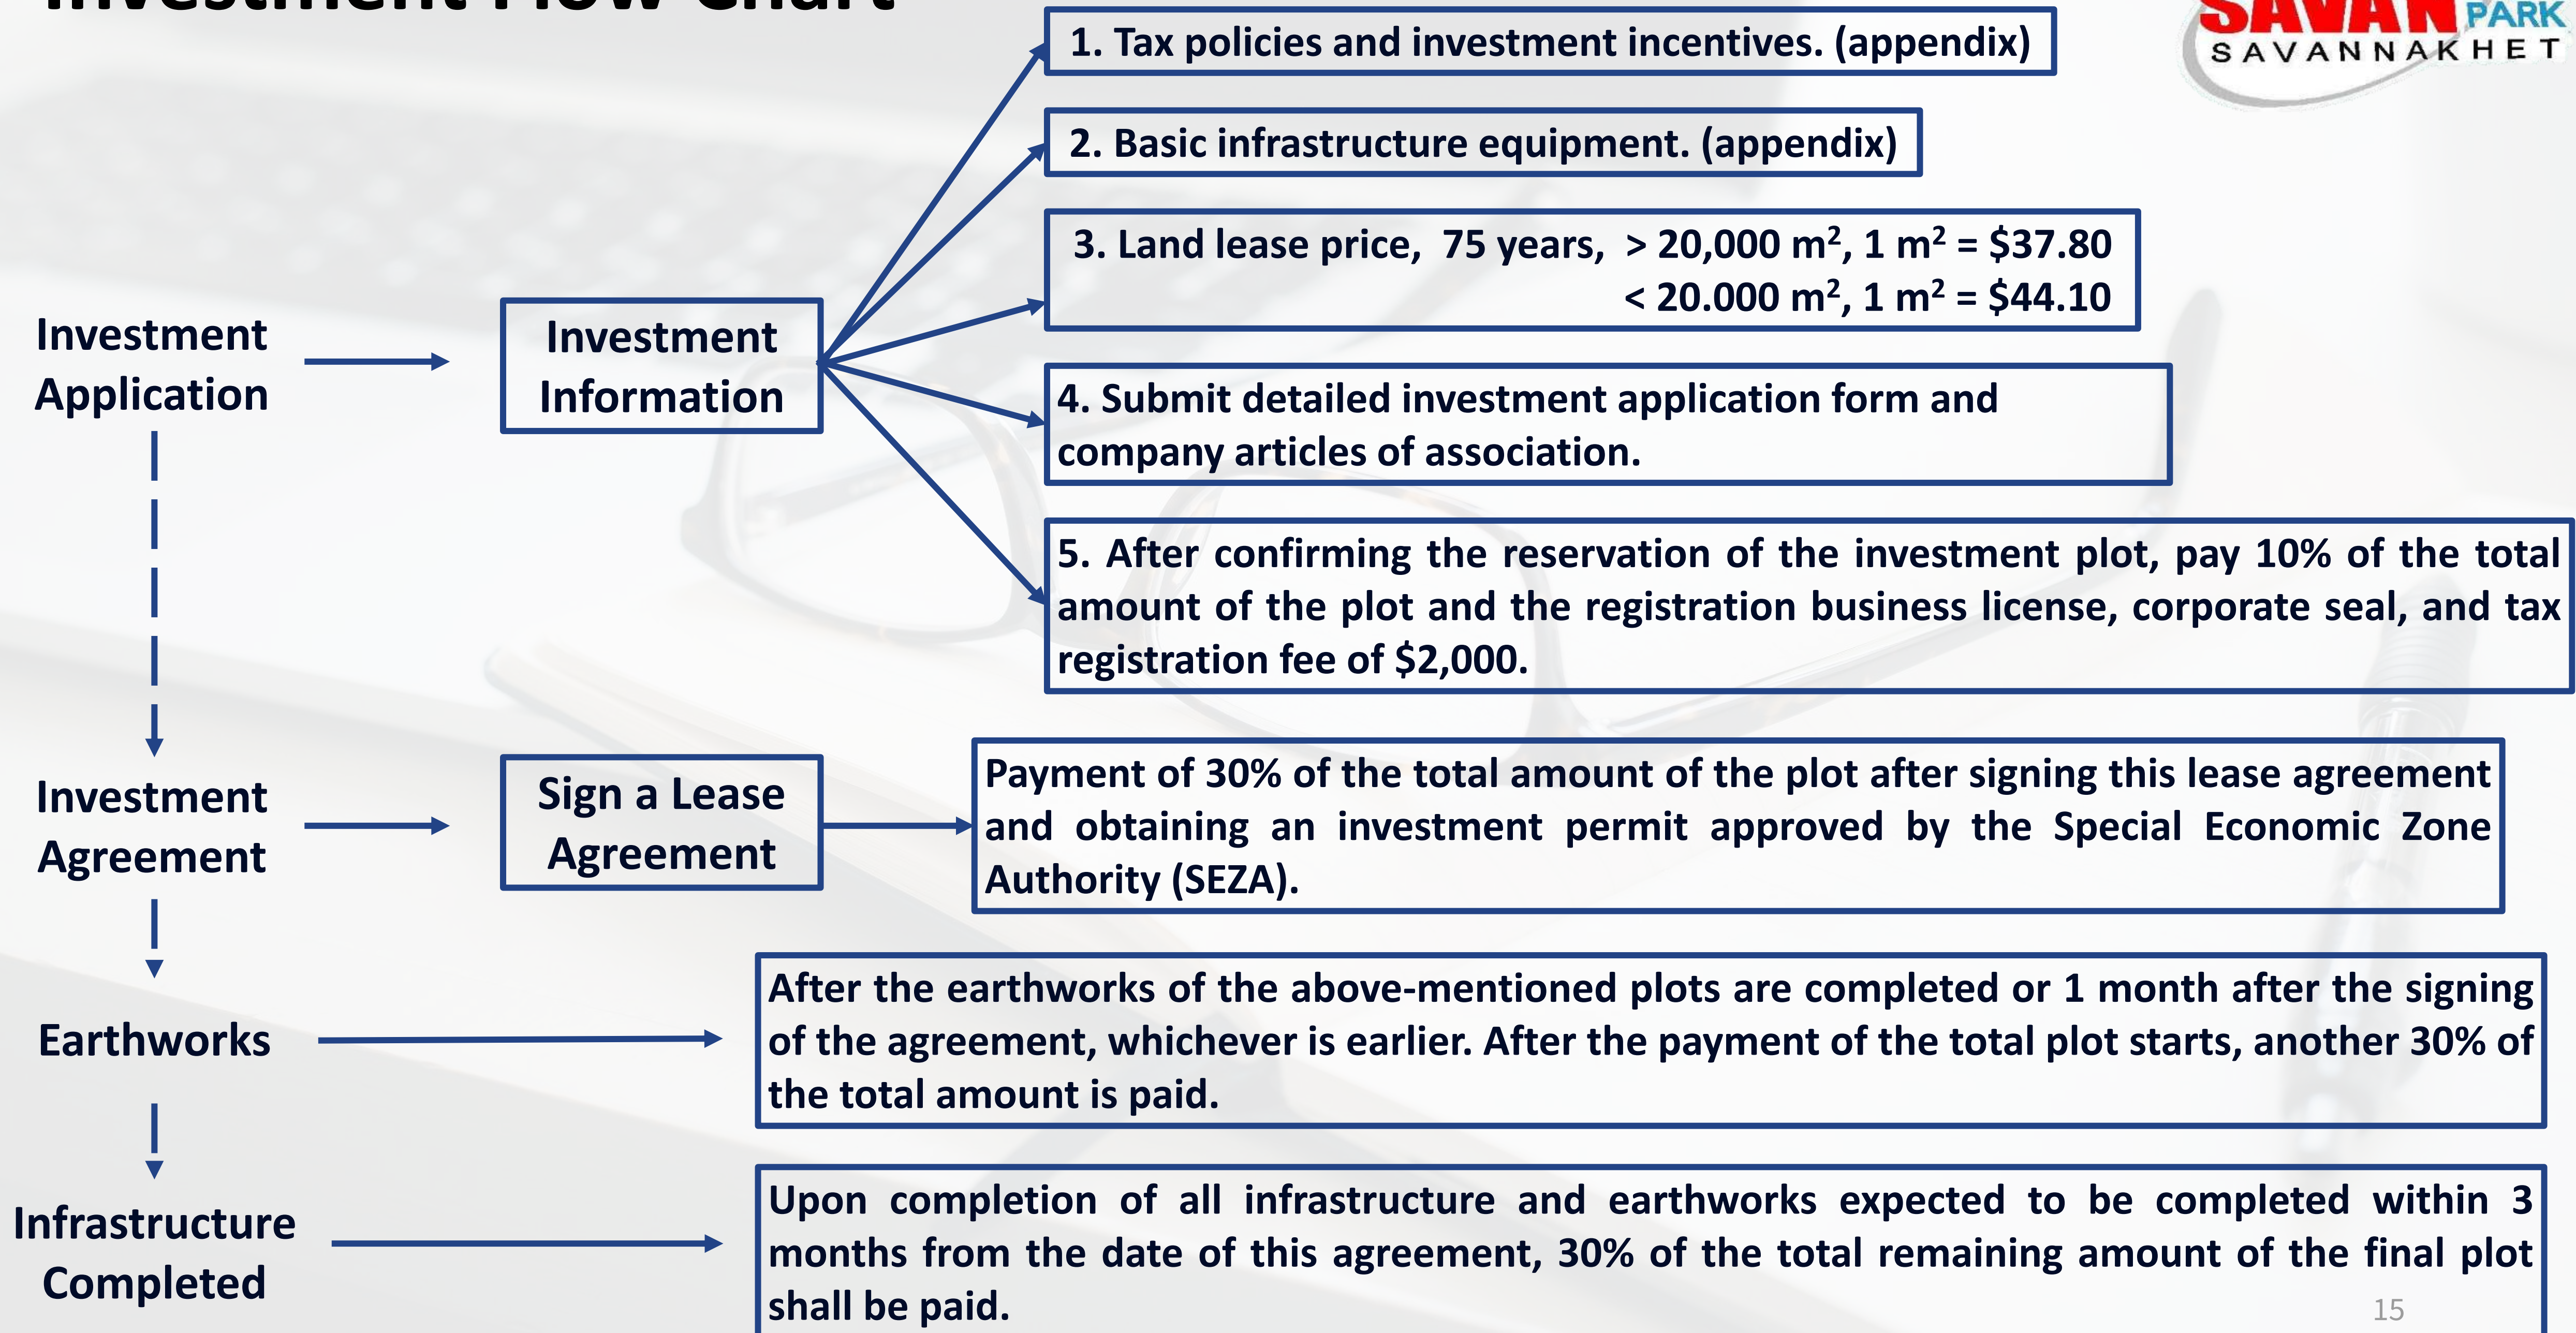 Investment Flow Chart
SAVAN PARK
SAVANNAKHET
1. Tax policies and investment incentives. (appendix)
2. Basic infrastructure equipment. (appendix)
3. Land lease price, 75 years, > 20,000 m², 1 m² = $37.80
< 20.000 m², 1 m² = $44.10
Investment
Application
Investment
Information
4. Submit detailed investment application form and
company articles of association.
5. After confirming the reservation of the investment plot, pay 10% of the total
amount of the plot and the registration business license, corporate seal, and tax
registration fee of $2,000.
Investment
Agreement
Sign a Lease
Agreement
Payment of 30% of the total amount of the plot after signing this lease agreement
and obtaining an investment permit approved by the Special Economic Zone
Authority (SEZA).
Earthworks
After the earthworks of the above-mentioned plots are completed or 1 month after the signing
of the agreement, whichever is earlier. After the payment of the total plot starts, another 30% of
the total amount is paid.
Infrastructure
Completed
Upon completion of all infrastructure and earthworks expected to be completed within 3
months from the date of this agreement, 30% of the total remaining amount of the final plot
shall be paid.
15